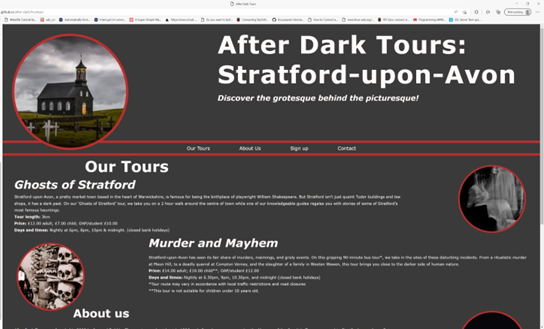 After Dark Tours
After Dark Tours:
Stratford-upon-Avon
Discover the grotesque behind the picturesque!
Our Tours About Us Sign up Contact
Our Tours
Ghosts of Stratford
Stratford-upon-Avon, a pretty market town based in the heart of Warwickshire, is famous for being the birthplace of playwright William Shakespeare. But Stratford isn't just quaint Tudor buildings and tea
shops, it has a dark past. On our 'Ghosts of Stratford' tour, we take you on a 2 hour walk around the centre of town while one of our knowledgeable guides regales you with stories of some of Stratford's
most famous hauntings.
Tour length: 3km
Price: £12.00 adult, £7.00 child, OAP/student £10.00
Days and times: Nightly at 6pm, 8pm, 10pm & midnight. (closed bank holidays)
Murder and Mayhem
Stratford-upon-Avon has seen its fair share of murders, mammings, and grisly events. On this gripping 90-minute bus tour*, we take in the sites of these disturbing incidents. From a ritualistic murder
at Meon Hill, to a deadly quarrel at Compton Verney, and the slaughter of a family in Weston Wawen, this tour brings you closer to the darker side of human nature.
Price: £14.00 adult, £10.00 child**, OAP/student £12.00
Days and times: Nightly at 6.30pm, 8pm, 10.30pm, and midnight (closed bank holidays)
*Tour route may vary in accordance with local traffic restrictions and road closures
**This tour is not suitable for children under 10 years old.
About us